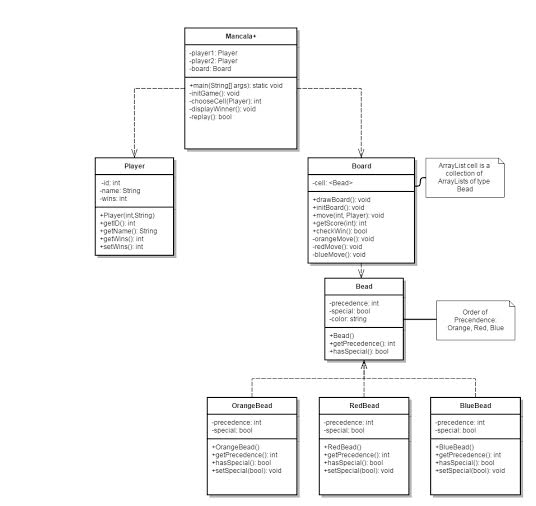 Mancala+
-player1: Player
-player2: Player
-board: Board
+main(String[] args): static void
-initGame(): void
-chooseCell(Player): int
-displayWinner(): void
-replay(): bool
Player
-id: int
-name: String
-wins: int
+Player(int,String)
+getID(): int
+getName(): String
+getWins(): int
+setWins(): int
Board
-cell: <Bead>
+drawBoard(): void
+initBoard(): void
+move(int, Player): void
+getScore(int): int
+checkWin(): bool
-orangeMove(): void
-redMove(): void
-blueMove(): void
ArrayList cell is a
collection of
ArrayLists of type
Bead
Bead
-precedence: int
-special: bool
-color: string
+Bead()
+getPrecedence(): int
+hasSpecial(): bool
Order of
Precendence:
Orange, Red, Blue
OrangeBead
-precedence: int
-special: bool
+OrangeBead()
+getPrecedence(): int
+hasSpecial(): bool
+setSpecial(bool): void
RedBead
-precedence: int
-special: bool
+RedBead()
+getPrecedence(): int
+hasSpecial(): bool
+setSpecial(bool): void
BlueBead
-precedence: int
-special: bool
+BlueBead()
+getPrecedence(): int
+hasSpecial(): bool
+setSpecial(bool): void